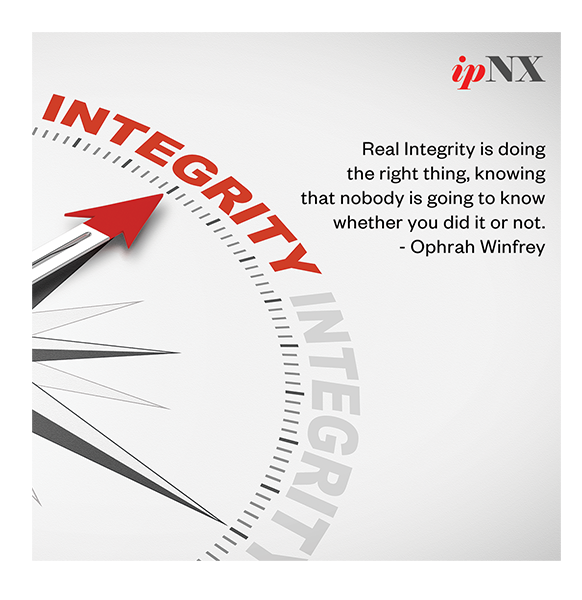 ipNX
INTEGRITY
Real Integrity is doing
the right thing, knowing
that nobody is going to know
whether you did it or not.
- Ophrah Winfrey
INTEGRITY